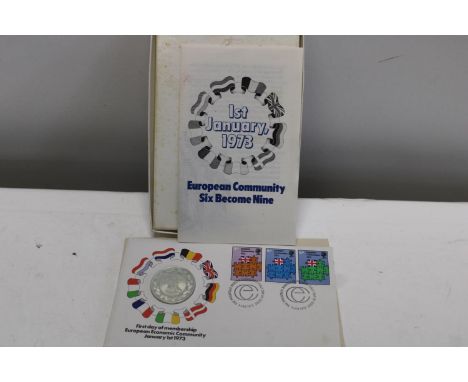 1st
January,
1973
European Community
Six Become Nine
First day of membership
European Economic Community
January 1st 1973